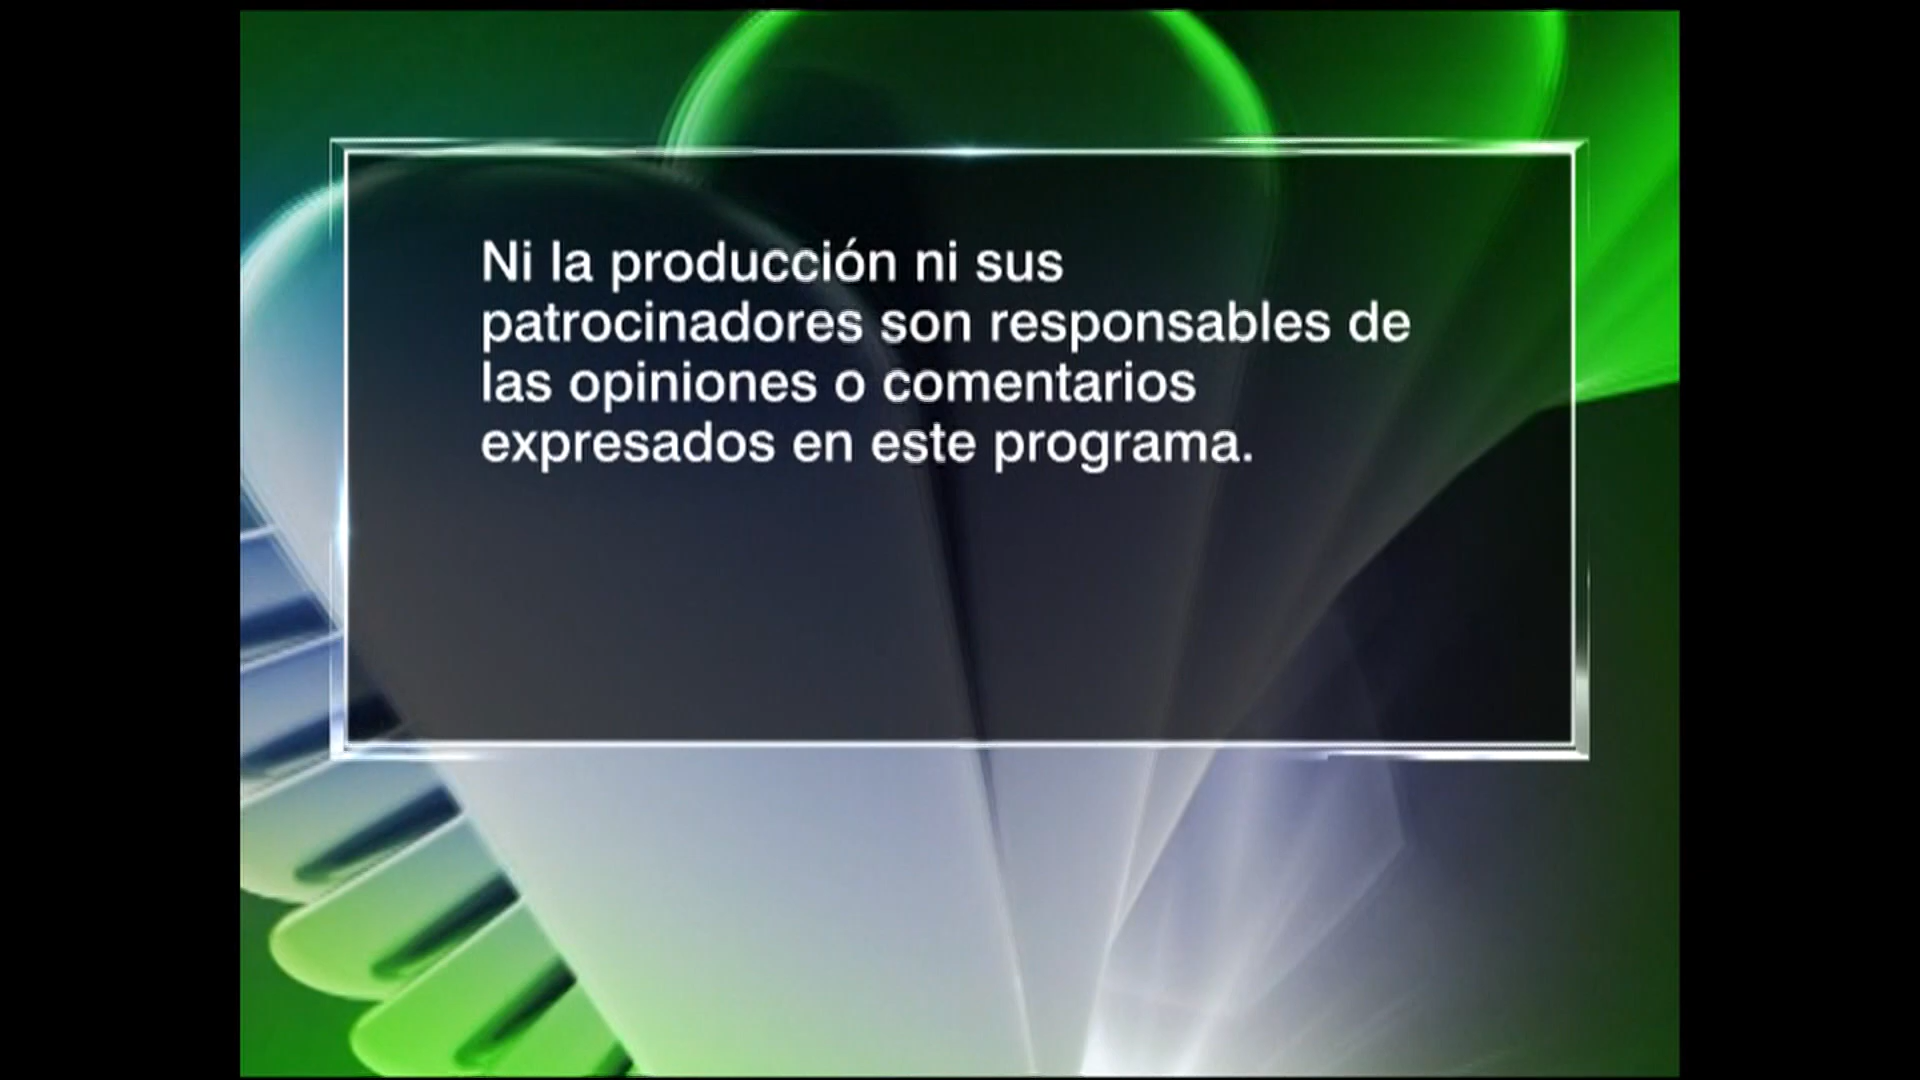 Ni la producción ni sus
patrocinadores son responsables de
las opiniones o comentarios
expresados en este programa.